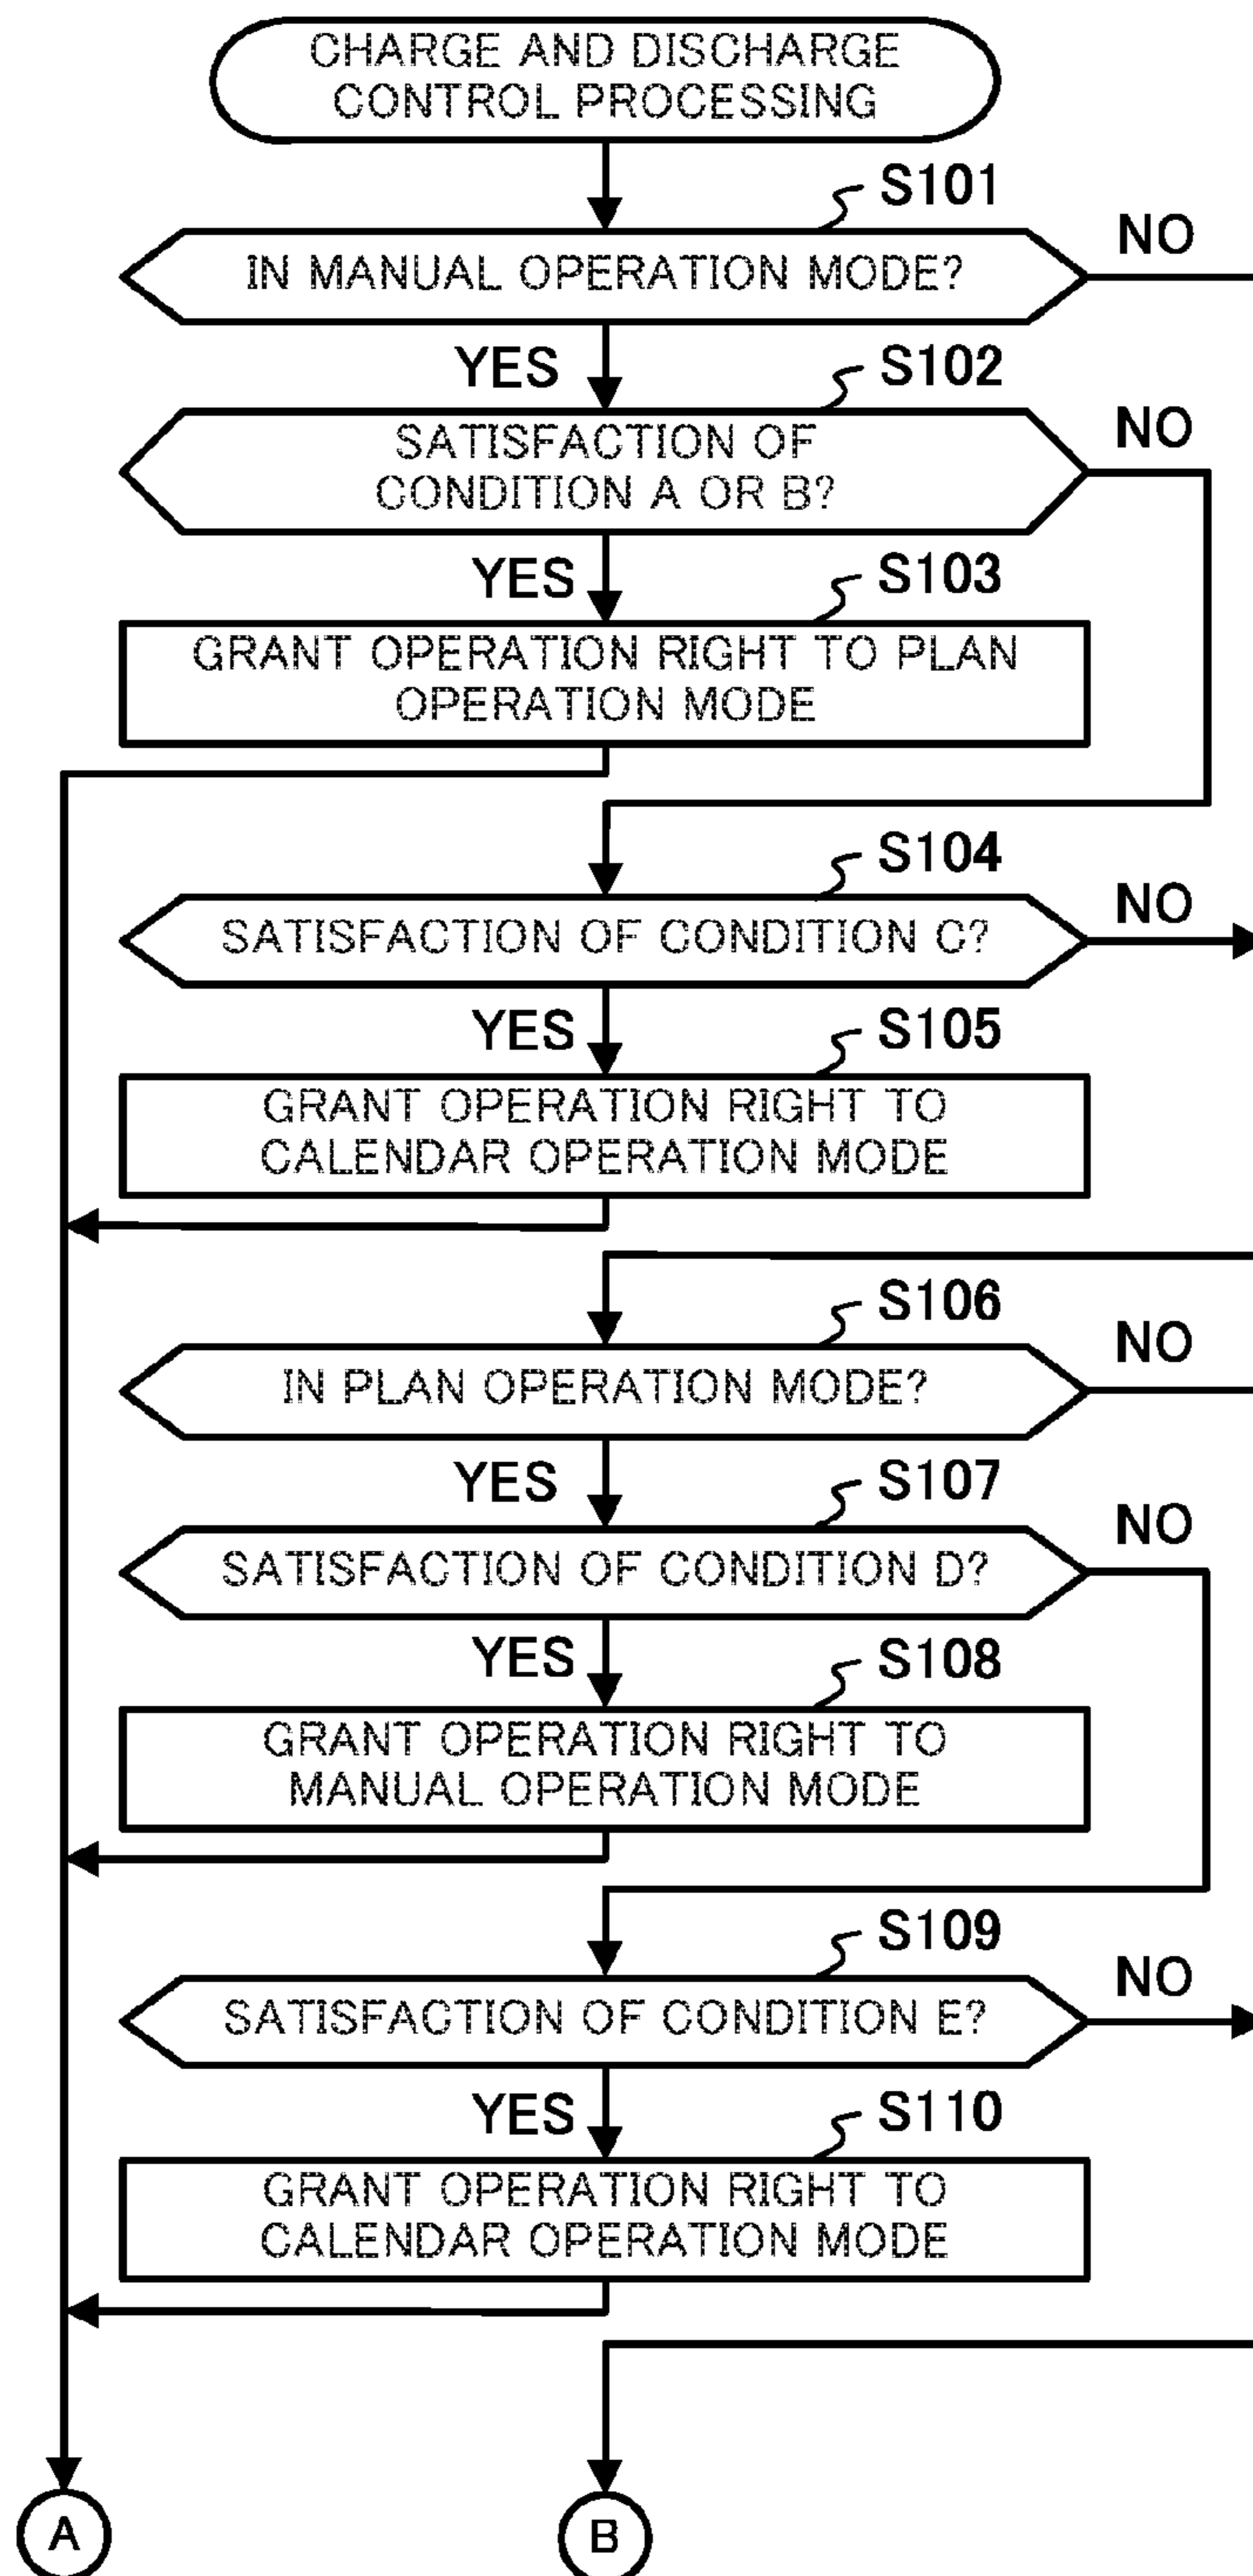 CHARGE AND DISCHARGE
CONTROL PROCESSING
S101
IN MANUAL OPERATION MODE?
NO
YES
S102
SATISFACTION OF
CONDITION A OR B?
NO
YES
S103
GRANT OPERATION RIGHT TO PLAN
OPERATION MODE
S104
SATISFACTION OF CONDITION C?
NO
YES
S105
GRANT OPERATION RIGHT TO
CALENDAR OPERATION MODE
S106
IN PLAN OPERATION MODE?
NO
YES
S107
SATISFACTION OF CONDITION D?
NO
YES
S108
GRANT OPERATION RIGHT TO
MANUAL OPERATION MODE
S109
SATISFACTION OF CONDITION E?
NO
YES
S110
GRANT OPERATION RIGHT TO
CALENDAR OPERATION MODE
A
B